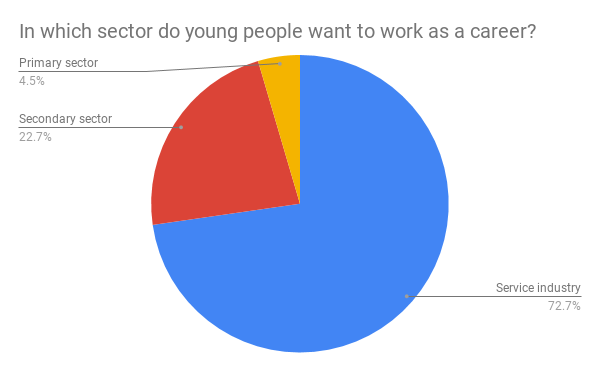 In which sector do young people want to work as a career?
Primary sector
4.5%
Secondary sector
22.7%
Service industry
72.7%